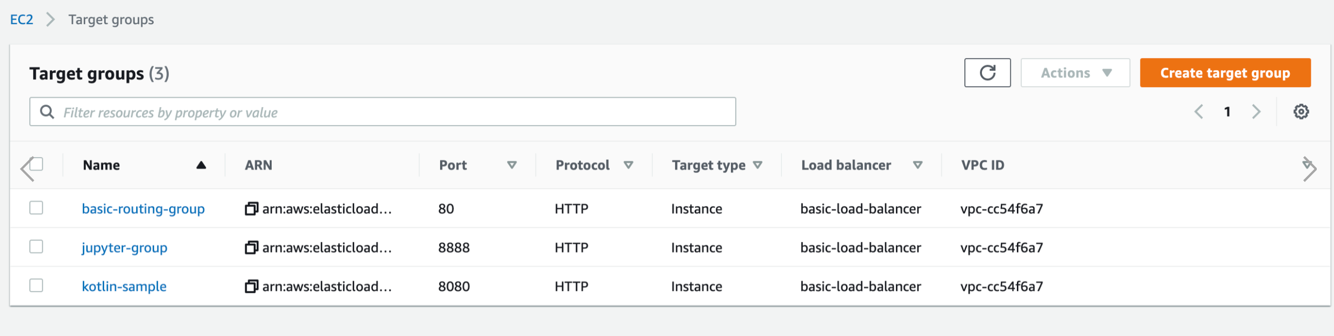 EC2 > Target groups
Target groups (3)
Actions
Create target group
Filter resources by property or value
1
Name ARN Port Protocol Target type Load balancer VPC ID
basic-routing-group arn:aws:elasticload... 80 HTTP Instance basic-load-balancer vpc-cc54f6a7
jupyter-group arn:aws:elasticload... 8888 HTTP Instance basic-load-balancer vpc-cc54f6a7
kotlin-sample arn:aws:elasticload... 8080 HTTP Instance basic-load-balancer vpc-cc54f6a7